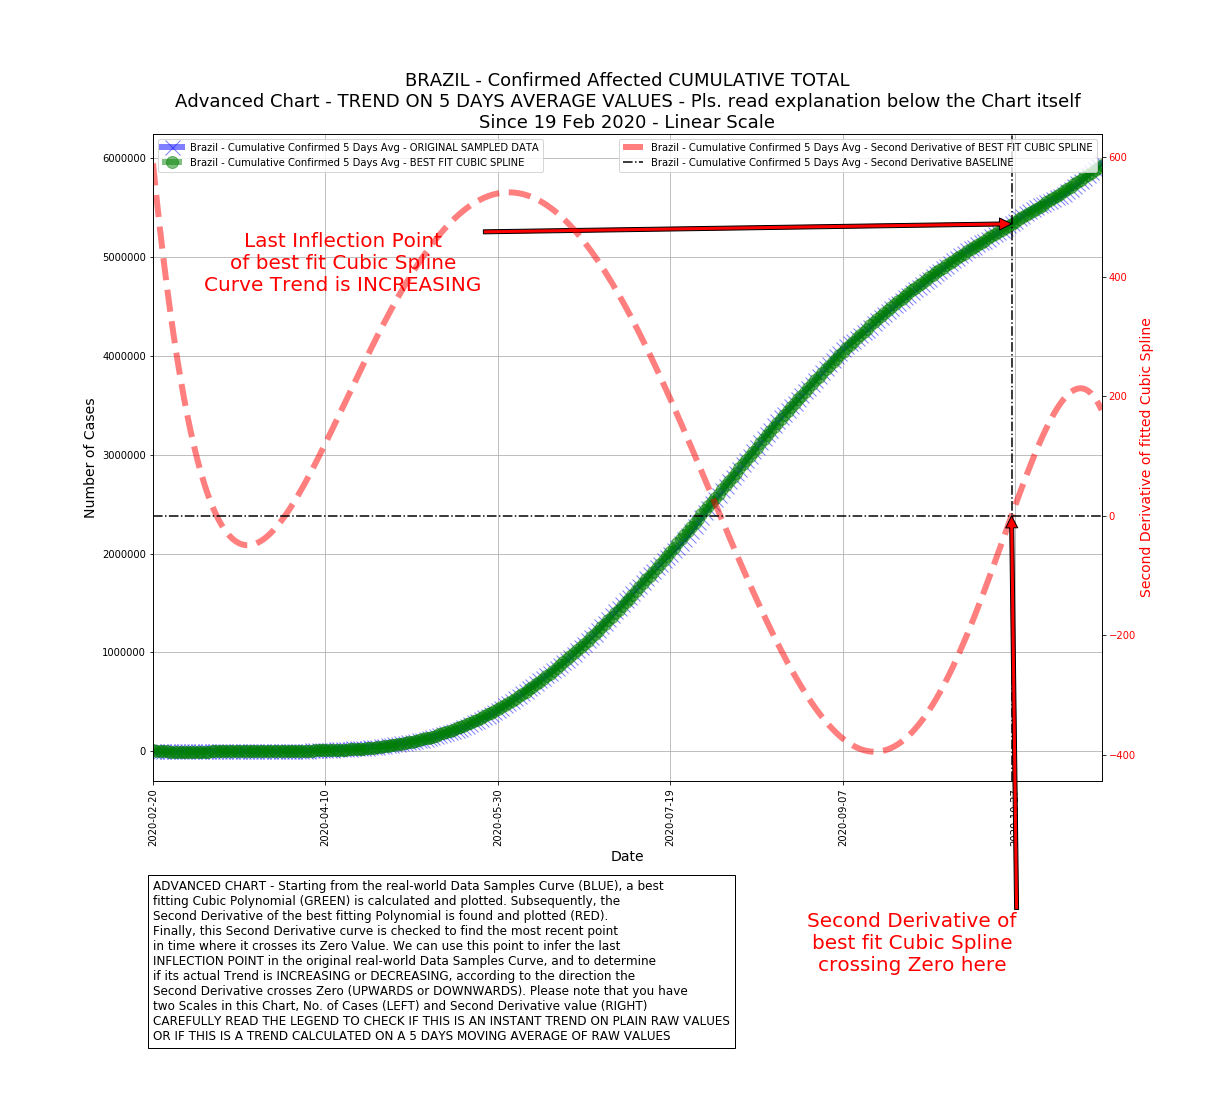 BRAZIL - Confirmed Affected CUMULATIVE TOTAL
Advanced Chart - TREND ON 5 DAYS AVERAGE VALUES - Pls. read explanation below the Chart itself
Since 19 Feb 2020 - Linear Scale
Brazil - Cumulative Confirmed 5 Days Avg - ORIGINAL SAMPLED DATA
Brazil - Cumulative Confirmed 5 Days Avg - BEST FIT CUBIC SPLINE
Brazil - Cumulative Confirmed 5 Days Avg - Second Derivative of BEST FIT CUBIC SPLINE
Brazil - Cumulative Confirmed 5 Days Avg - Second Derivative BASELINE
6000000
5000000
4000000
3000000
2000000
1000000
0
Number of Cases
Last Inflection Point
of best fit Cubic Spline
Curve Trend is INCREASING
600
400
200
0
−200
−400
Second Derivative of fitted Cubic Spline
2020-02-20
2020-04-10
2020-05-30
2020-07-19
2020-09-07
2020-10-27
Date
ADVANCED CHART - Starting from the real-world Data Samples Curve (BLUE), a best
fitting Cubic Polynomial (GREEN) is calculated and plotted. Subsequently, the
Second Derivative of the best fitting Polynomial is found and plotted (RED).
Finally, this Second Derivative curve is checked to find the most recent point
in time where it crosses its Zero Value. We can use this point to infer the last
INFLECTION POINT in the original real-world Data Samples Curve, and to determine
if its actual Trend is INCREASING or DECREASING, according to the direction the
Second Derivative crosses Zero (UPWARDS or DOWNWARDS). Please note that you have
two Scales in this Chart, No. of Cases (LEFT) and Second Derivative value (RIGHT)
CAREFULLY READ THE LEGEND TO CHECK IF THIS IS AN INSTANT TREND ON PLAIN RAW VALUES
OR IF THIS IS A TREND CALCULATED ON A 5 DAYS MOVING AVERAGE OF RAW VALUES
Second Derivative of
best fit Cubic Spline
crossing Zero here